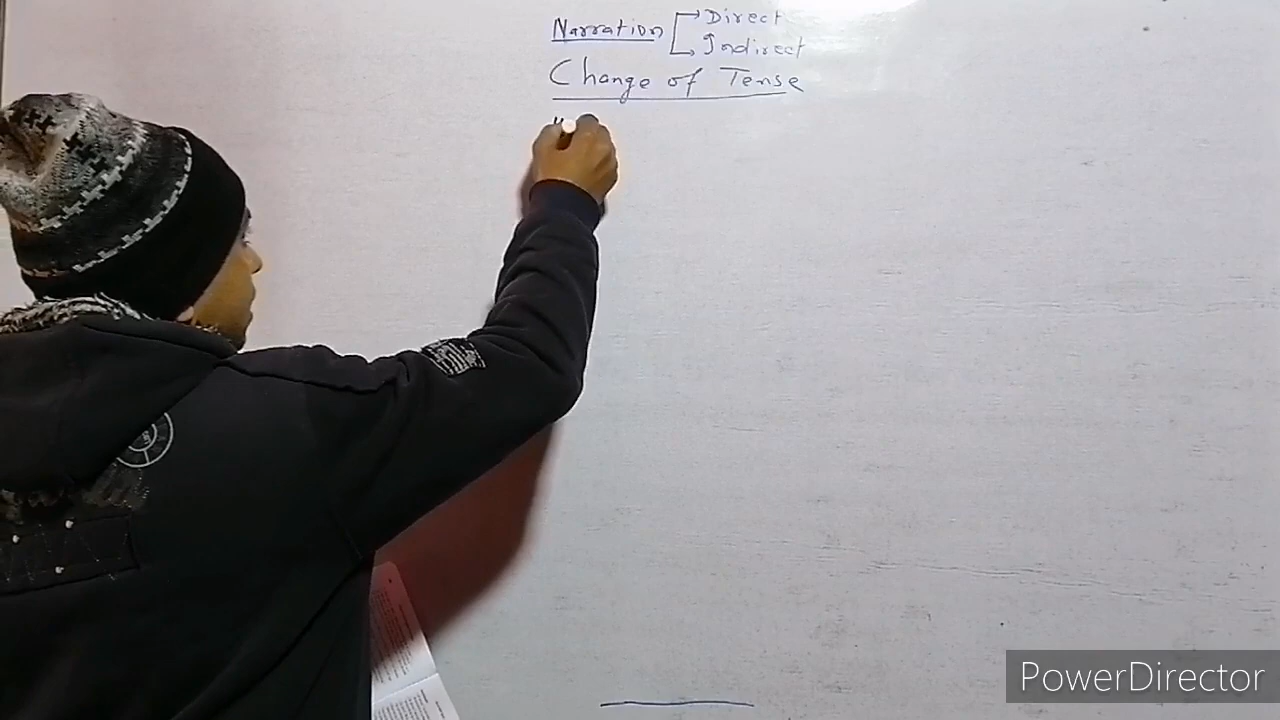 Narration Direct
Indirect
Change of Tense
PowerDirector